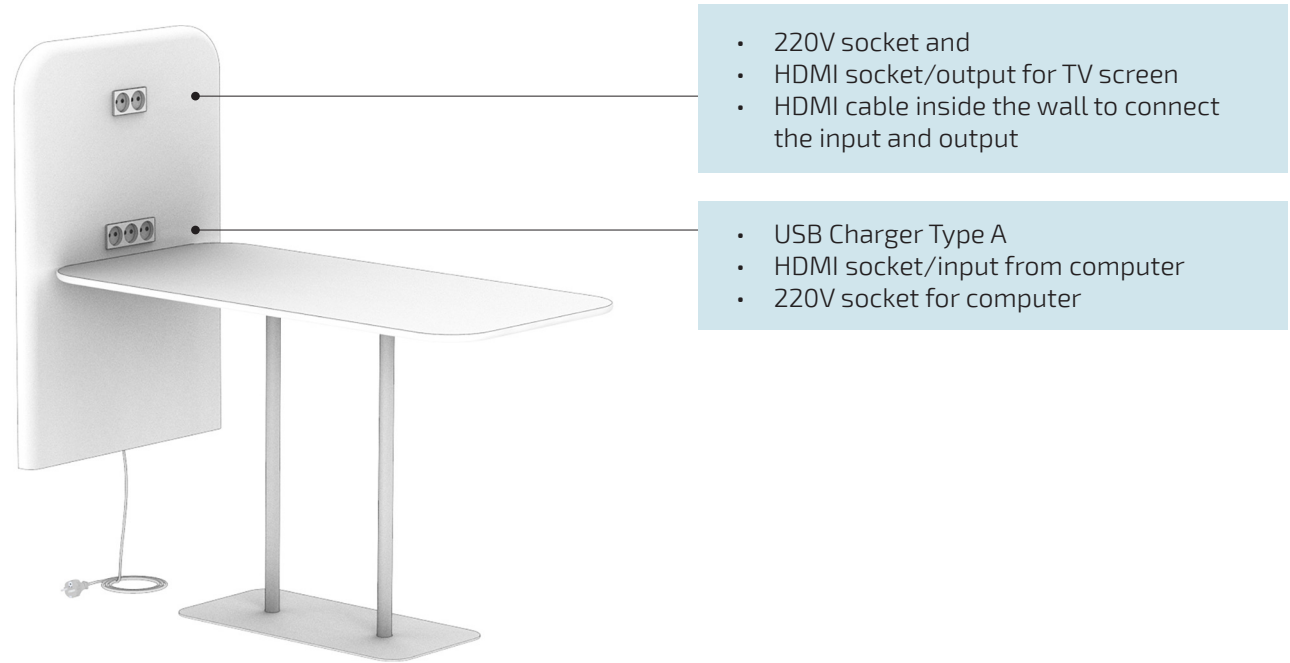 • 220V socket and
• HDMI socket/output for TV screen
• HDMI cable inside the wall to connect
the input and output
• USB Charger Type A
• HDMI socket/input from computer
• 220V socket for computer